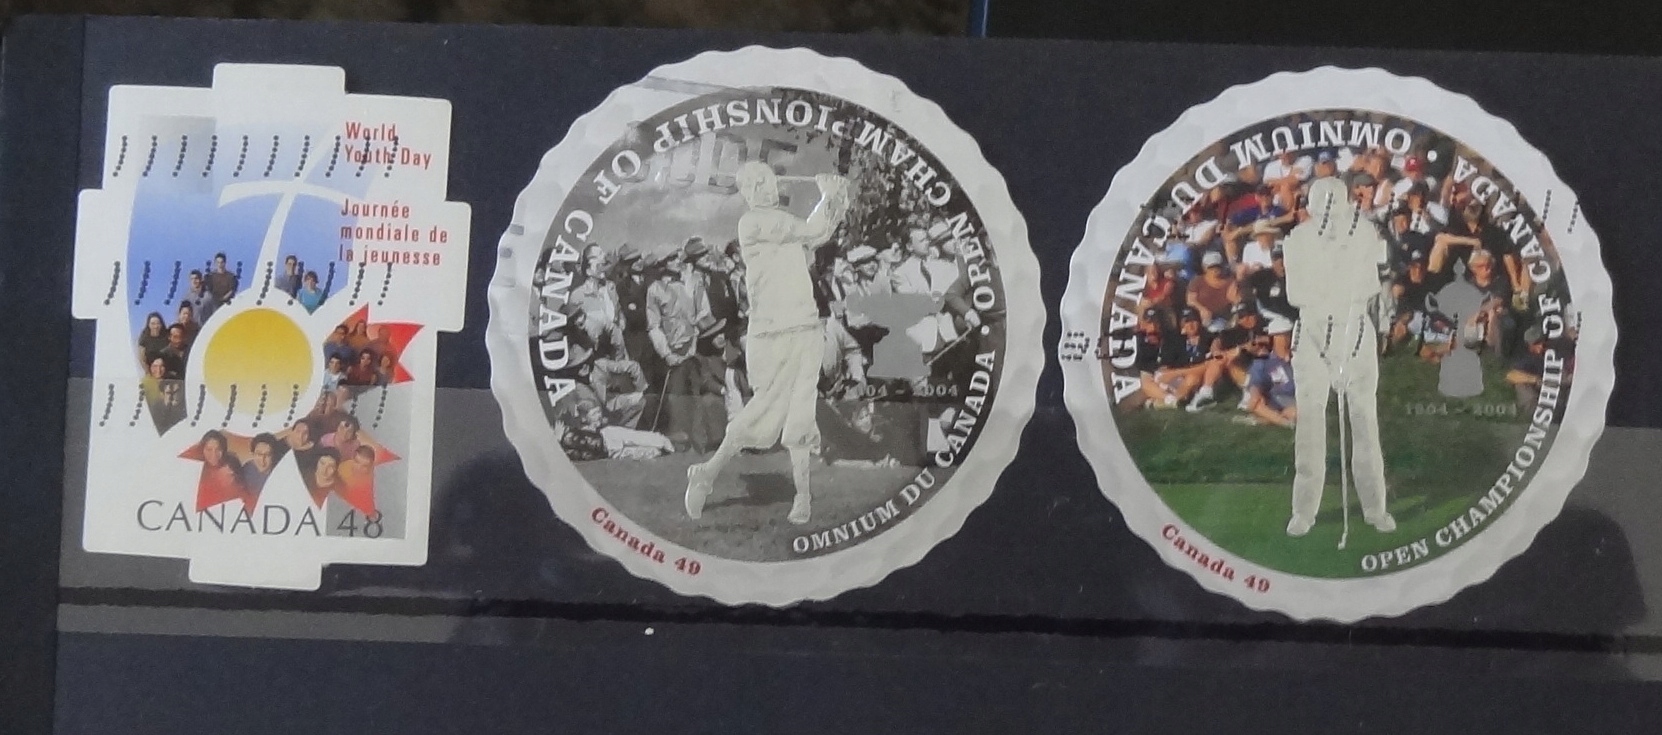 World
Youth Day
Journée
mondiale de
la jeunesse
CANADA 48
OPEN CHAMPIONSHIP OF CANADA •
OMNIUM DU CANADA •
1904 - 2004
Canada 49
OMNIUM DU CANADA •
OPEN CHAMPIONSHIP OF CANADA
1904 - 2004
Canada 49